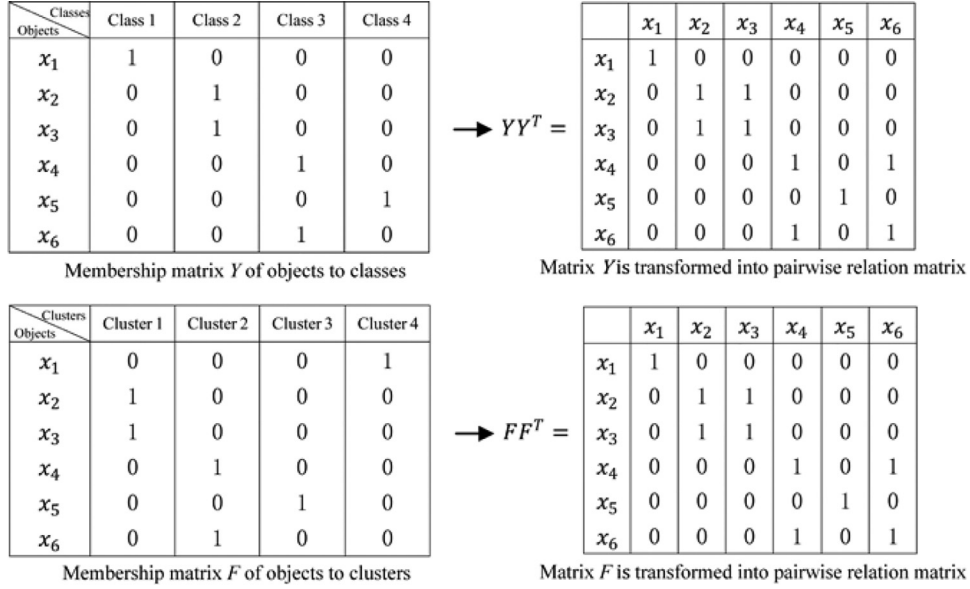 Classes Objects Class 1 Class 2 Class 3 Class 4
x₁ 1 0 0 0
x₂ 0 1 0 0
x₃ 0 1 0 0
x₄ 0 0 1 0
x₅ 0 0 0 1
x₆ 0 0 1 0
Membership matrix Y of objects to classes
→ YYᵀ =
x₁ x₂ x₃ x₄ x₅ x₆
x₁ 1 0 0 0 0 0
x₂ 0 1 1 0 0 0
x₃ 0 1 1 0 0 0
x₄ 0 0 0 1 0 1
x₅ 0 0 0 0 1 0
x₆ 0 0 0 1 0 1
Matrix Y is transformed into pairwise relation matrix
Clusters Objects Cluster 1 Cluster 2 Cluster 3 Cluster 4
x₁ 0 0 0 1
x₂ 1 0 0 0
x₃ 1 0 0 0
x₄ 0 1 0 0
x₅ 0 0 1 0
x₆ 0 1 0 0
Membership matrix F of objects to clusters
→ FFᵀ =
x₁ x₂ x₃ x₄ x₅ x₆
x₁ 1 0 0 0 0 0
x₂ 0 1 1 0 0 0
x₃ 0 1 1 0 0 0
x₄ 0 0 0 1 0 1
x₅ 0 0 0 0 1 0
x₆ 0 0 0 1 0 1
Matrix F is transformed into pairwise relation matrix